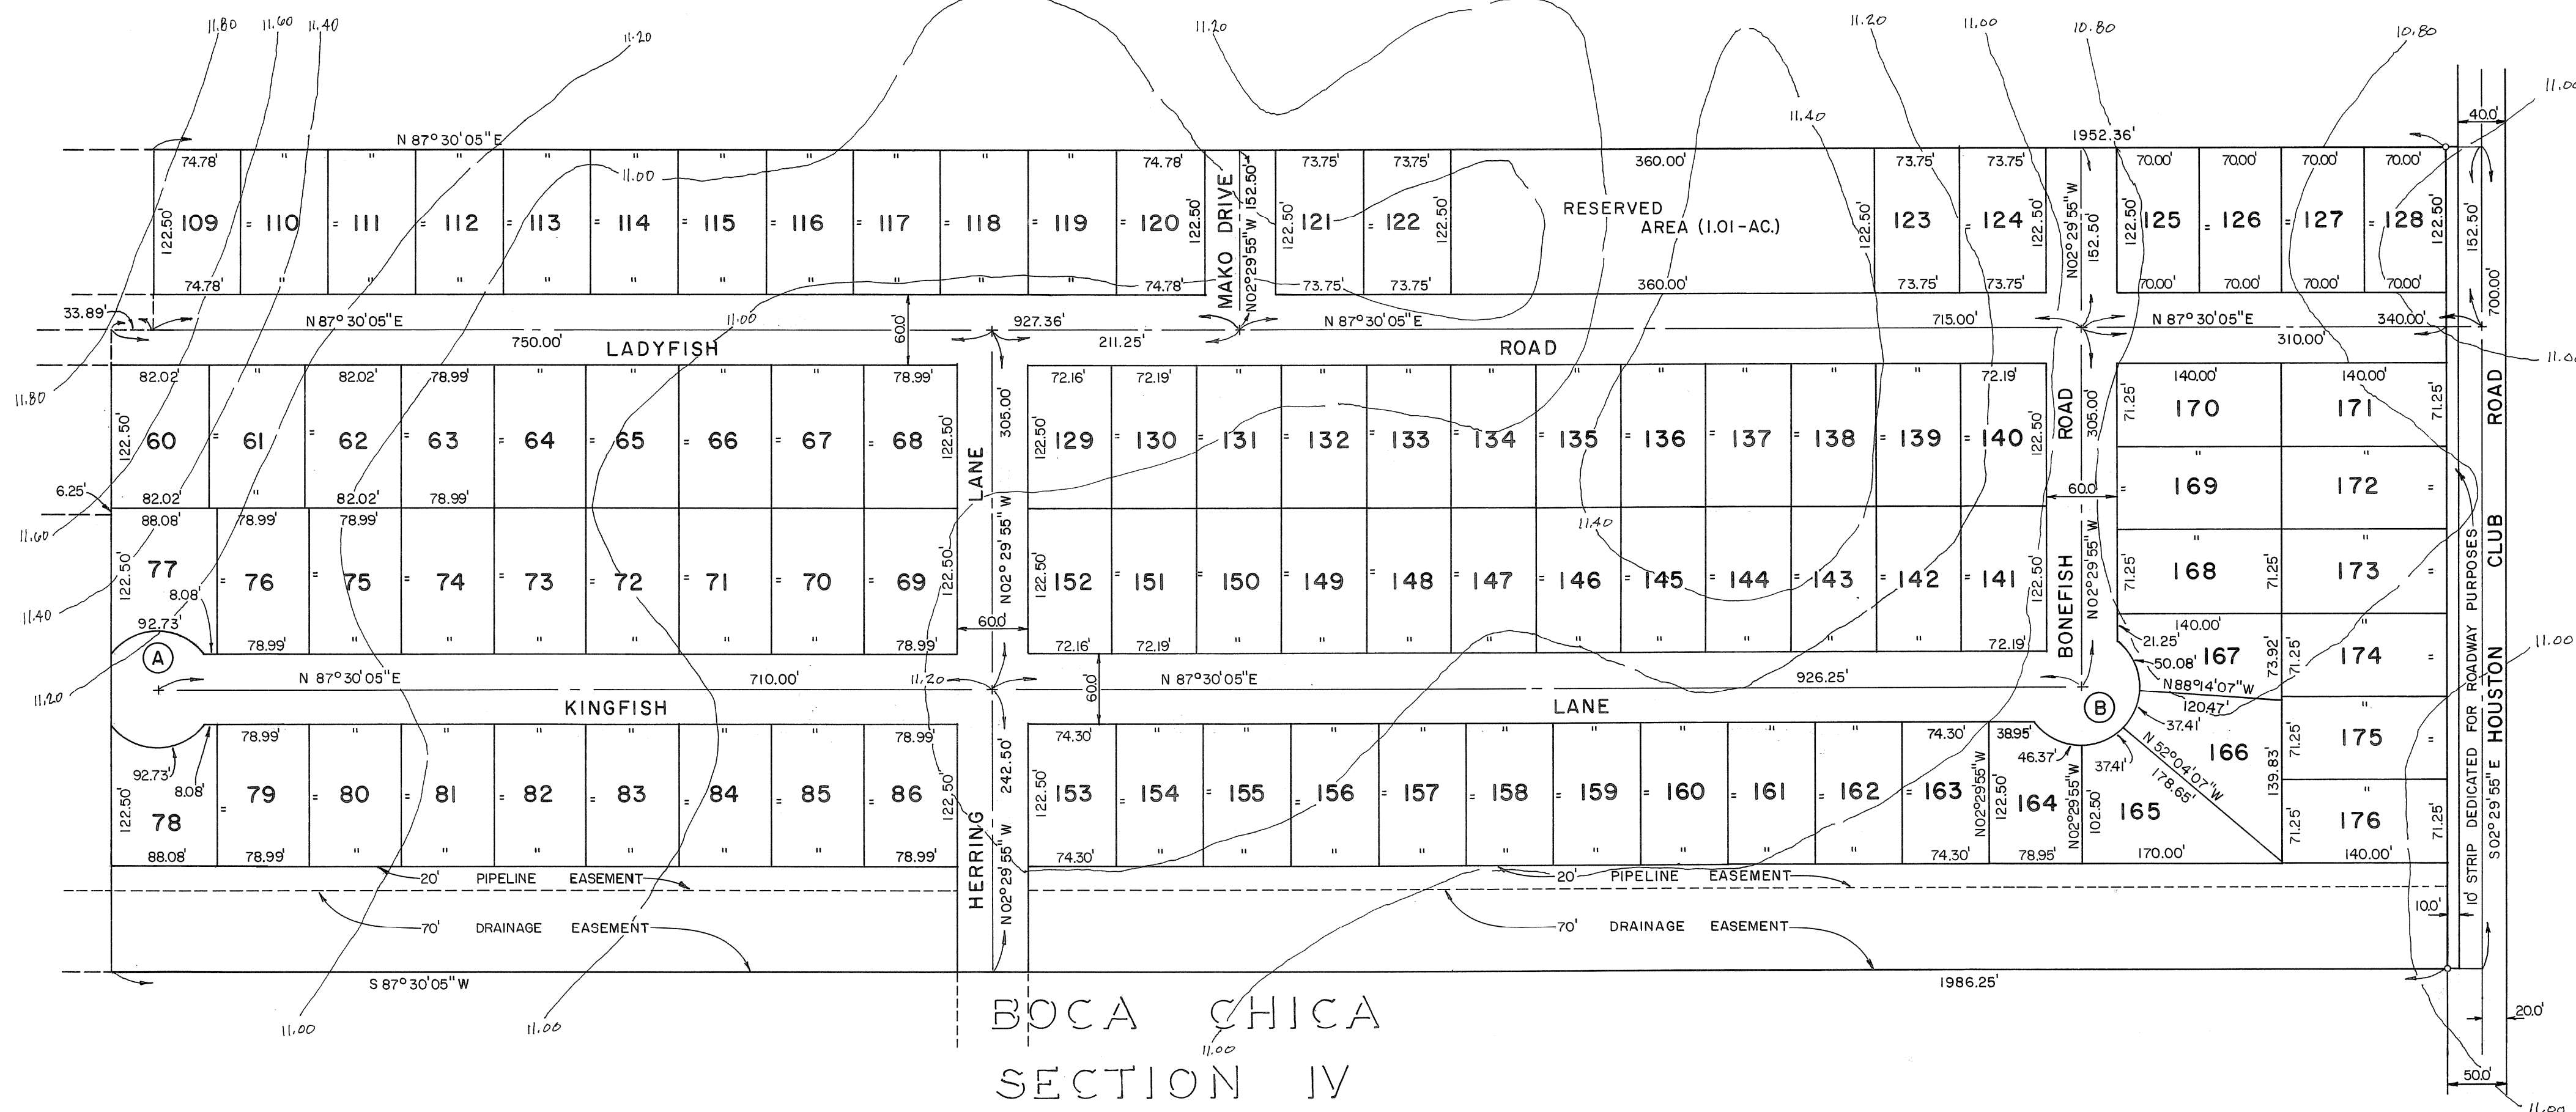 11.80 11.60 11.40 11.20 11.20 11.20 11.00 10.80 10.80
11.00
40.0'
11.40
N 87°30'05"E 1952.36'
74.78' " " " " " " " " " " 74.78' 73.75' 73.75' 360.00' 73.75' 73.75' 70.00' 70.00' 70.00' 70.00'
11.00
122.50' 109 = 110 = 111 = 112 = 113 = 114 = 115 = 116 = 117 = 118 = 119 = 120 122.50'
MAKO DRIVE
N02°29'55"W 152.50'
122.50' 121 = 122 122.50'
RESERVED
AREA (1.01-AC.)
122.50' 123 = 124 122.50'
N02°29'55"W
152.50'
122.50' 125 = 126 = 127 = 128 122.50' 152.50'
74.78' " " " " " " " " " " 74.78' 73.75' 73.75' 360.00' 73.75' 73.75' 70.00' 70.00' 70.00' 70.00'
700.00'
33.89' N 87°30'05"E 11.00 60.0' 927.36' N 87°30'05"E 715.00' N 87°30'05"E 340.00'
750.00' 211.25' 310.00'
LADYFISH ROAD
11.00
11.80
82.02' " 82.02' 78.99' " " " " 78.99' 72.16' 72.19' " " " " " " " " " 72.19' 140.00' 140.00'
122.50' 60 = 61 = 62 = 63 = 64 = 65 = 66 = 67 = 68 122.50'
LANE
305.00'
122.50' 129 = 130 = 131 = 132 = 133 = 134 = 135 = 136 = 137 = 138 = 139 = 140 122.50'
ROAD
305.00'
71.25' 170 171 71.25'
" "
= 169 172 =
6.25' 82.02' " 82.02' 78.99'
60.0'
11.60
88.08' 78.99' 78.99'
11.40
N02°29'55"W
N02°29'55"W
" "
122.50' 77 = 76 = 75 = 74 = 73 = 72 = 71 = 70 = 69 122.50'
122.50' 152 = 151 = 150 = 149 = 148 = 147 = 146 = 145 = 144 = 143 = 142 = 141 122.50'
BONEFISH
71.25' 168 71.25' 173 =
8.08'
11.40
92.73' 78.99' " " " " " " 78.99' 60.0' 72.16' 72.19' " " " " " " " " " 72.19'
140.00' "
21.25'
50.08' 167 73.92' 71.25' 174 =
A
11.20
N 87°30'05"E 710.00' 11.20 60.0' N 87°30'05"E 926.25'
N88°14'07"W
120.47'
11.00
KINGFISH LANE
B
37.41'
"
92.73' 8.08' 78.99' " " " " " " 78.99' 74.30' " " " " " " " " " 74.30' 38.95'
46.37' 37.41'
N 52°04'07"W
178.65'
166 139.83' 71.25' 175 =
122.50' 78 = 79 = 80 = 81 = 82 = 83 = 84 = 85 = 86 122.50'
242.50'
122.50' 153 = 154 = 155 = 156 = 157 = 158 = 159 = 160 = 161 = 162 = 163
N02°29'55"W
122.50'
164
N02°29'55"W
102.50'
165
"
71.25' 176 71.25'
88.08' 78.99' " " " " " " 78.99' 74.30' " " " " " " " " " 74.30' 78.95' 170.00' 140.00'
HERRING
N02°29'55"W
20' PIPELINE EASEMENT 20' PIPELINE EASEMENT
70' DRAINAGE EASEMENT 70' DRAINAGE EASEMENT
10.0'
10' STRIP DEDICATED FOR ROADWAY PURPOSES
S02°29'55"E HOUSTON CLUB ROAD
S 87°30'05"W 1986.25'
11.00 11.00 11.00
20.0'
BOCA CHICA
SECTION IV
50.0'
11.00